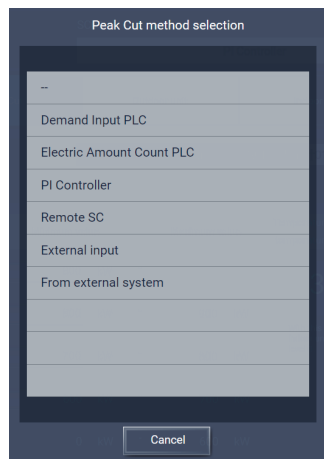 Peak Cut method selection
--
Demand Input PLC
Electric Amount Count PLC
PI Controller
Remote SC
External input
From external system
Cancel